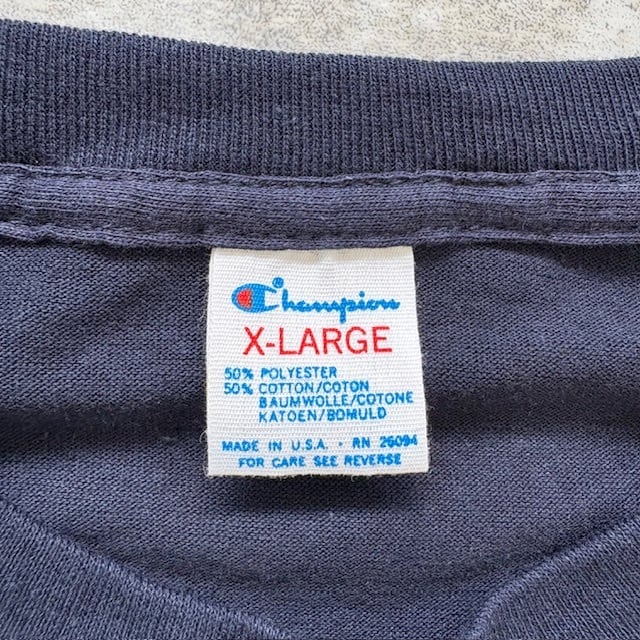 Champion®
X-LARGE
50% POLYESTER
50% COTTON/COTON
BAUMWOLLE/COTONE
KATOEN/BOMULD
MADE IN U.S.A. · RN 26094
FOR CARE SEE REVERSE